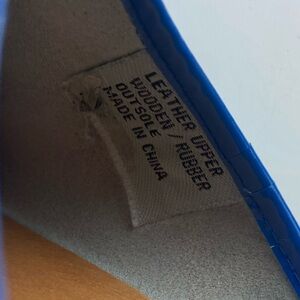 LEATHER UPPER
WOODEN / RUBBER
OUTSOLE
MADE IN CHINA